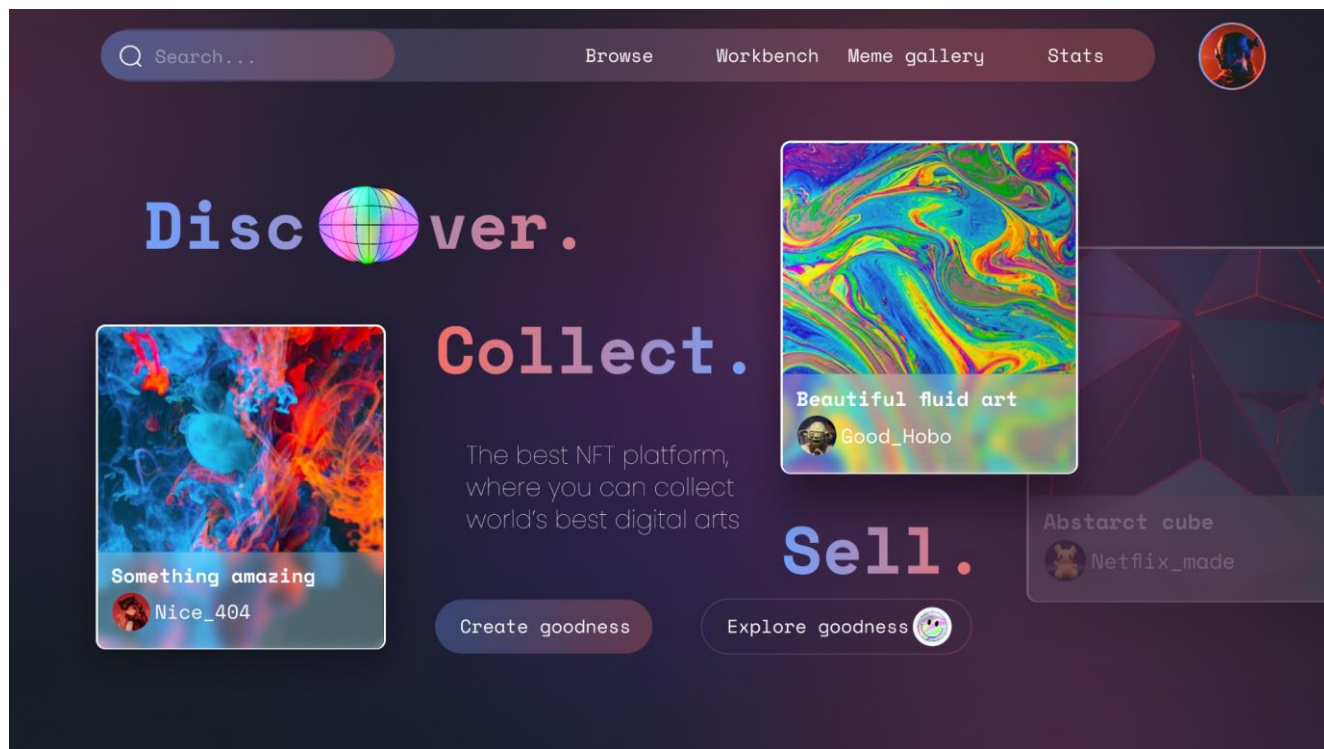 Search...
Browse
Workbench
Meme gallery
Stats
Disc ver.
Collect.
The best NFT platform,
where you can collect
world's best digital arts
Sell.
Something amazing
Nice_404
Beautiful fluid art
Good_Hobo
Abstarct cube
Netflix_made
Create goodness
Explore goodness